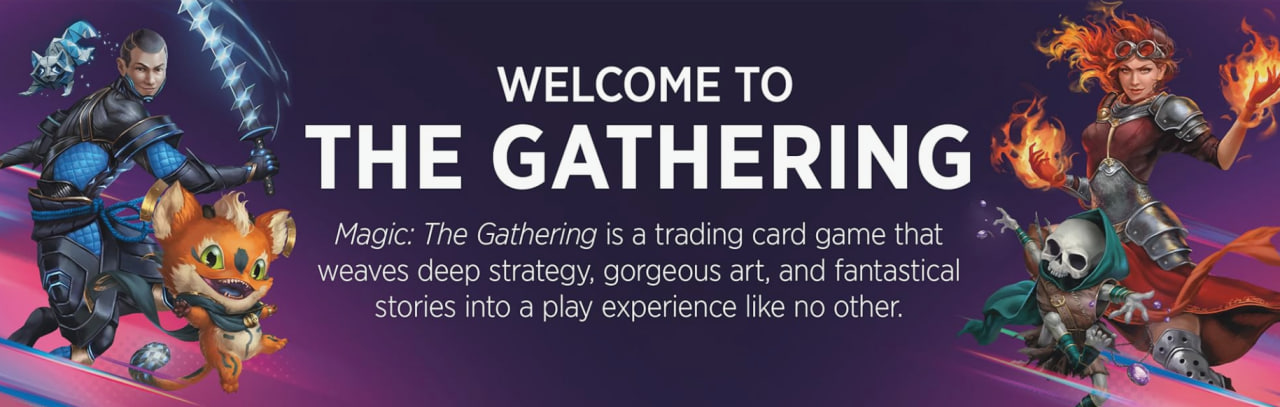 WELCOME TO
THE GATHERING
Magic: The Gathering is a trading card game that
weaves deep strategy, gorgeous art, and fantastical
stories into a play experience like no other.